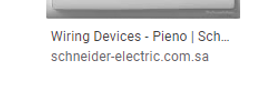 Wiring Devices - Pieno | Sch...
schneider-electric.com.sa